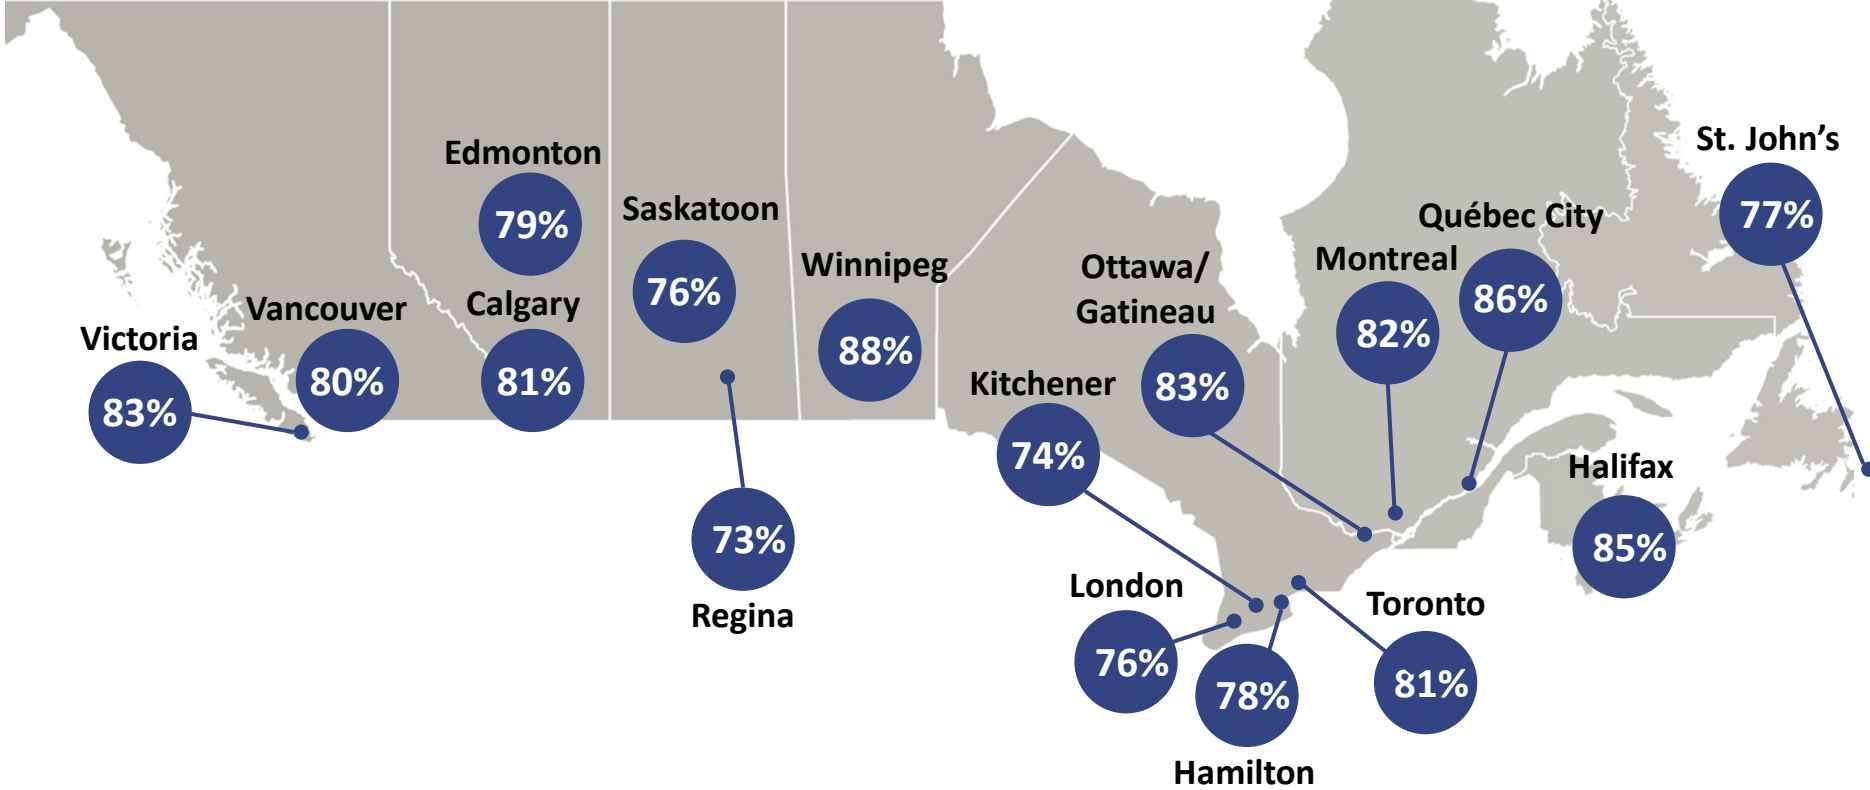 Victoria
83%
Vancouver
80%
Edmonton
79%
Calgary
81%
Saskatoon
76%
73%
Regina
Winnipeg
88%
Kitchener
74%
Ottawa/
Gatineau
83%
London
76%
78%
Hamilton
Toronto
81%
Montreal
82%
Québec City
86%
Halifax
85%
St. John’s
77%